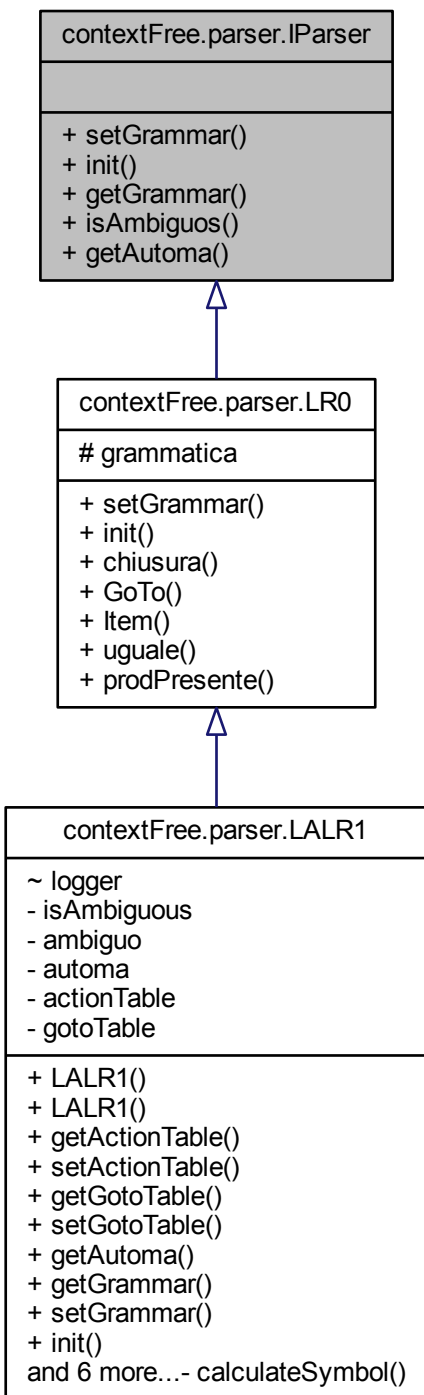 contextFree.parser.IParser
+ setGrammar()
+ init()
+ getGrammar()
+ isAmbiguos()
+ getAutoma()
contextFree.parser.LR0
# grammatica
+ setGrammar()
+ init()
+ chiusura()
+ GoTo()
+ Item()
+ uguale()
+ prodPresente()
contextFree.parser.LALR1
~ logger
- isAmbiguous
- ambiguo
- automa
- actionTable
- gotoTable
+ LALR1()
+ LALR1()
+ getActionTable()
+ setActionTable()
+ getGotoTable()
+ setGotoTable()
+ getAutoma()
+ getGrammar()
+ setGrammar()
+ init()
and 6 more...- calculateSymbol()